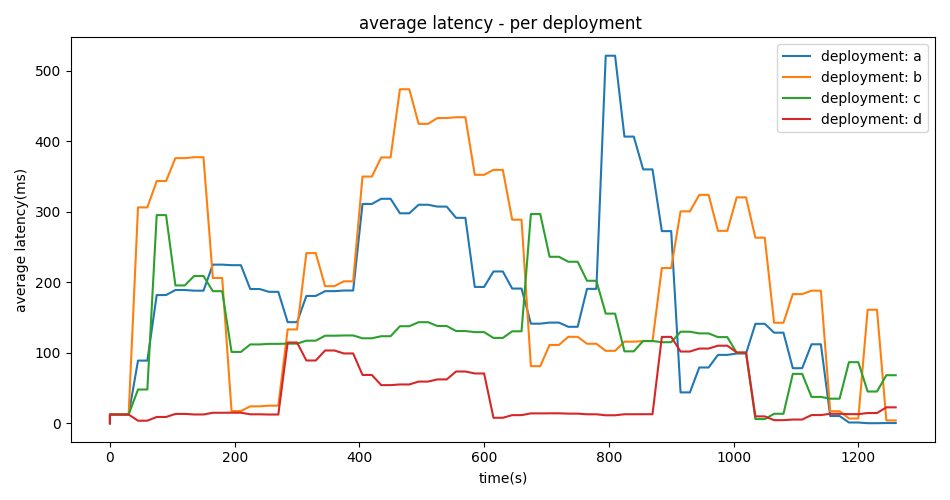 average latency - per deployment
deployment: a
deployment: b
deployment: c
deployment: d
average latency(ms)
500
400
300
200
100
0
0 200 400 600 800 1000 1200
time(s)